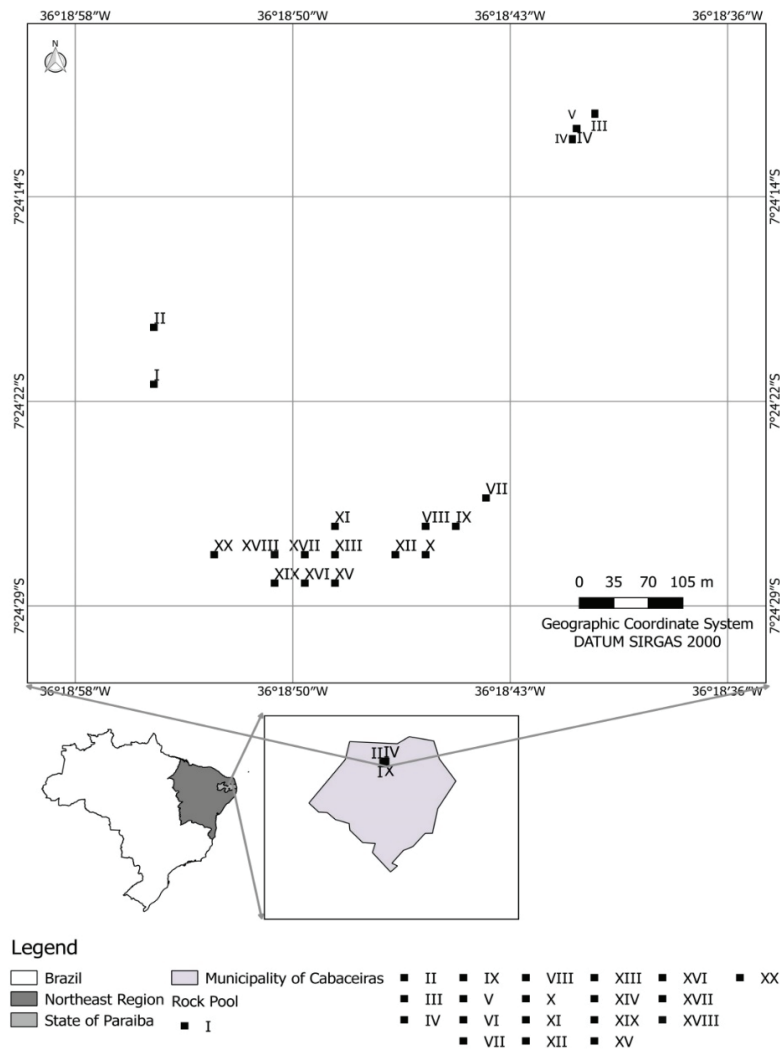 36°18'58"W 36°18'50"W 36°18'43"W 36°18'36"W
N
V
III
IV IV
7°24'14"S 7°24'14"S
II
I
7°24'22"S 7°24'22"S
VII
XI VIII IX
XX XVIII XVII XIII XII X
XIX XVI XV
7°24'29"S 7°24'29"S
0 35 70 105 m
Geographic Coordinate System
DATUM SIRGAS 2000
36°18'58"W 36°18'50"W 36°18'43"W 36°18'36"W
II IV
IX
Legend
Brazil
Northeast Region
State of Paraiba
Municipality of Cabaceiras
Rock Pool
I
II IX VIII XIII XVI XX
III V X XIV XVII
IV VI XI XIX XVIII
VII XII XV